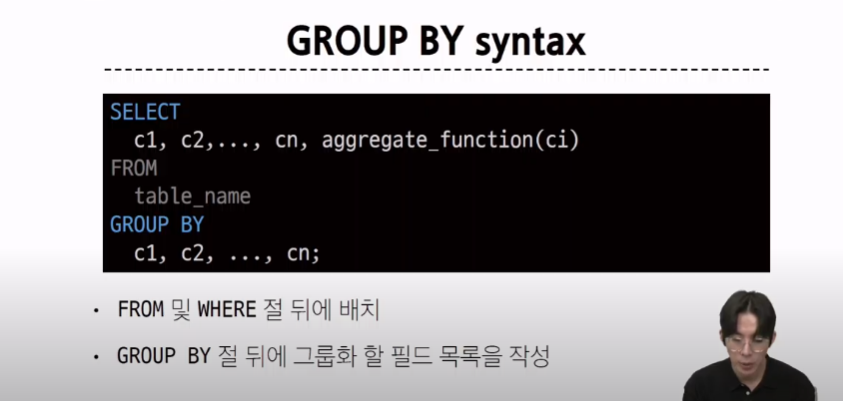 GROUP BY syntax
SELECT
c1, c2,..., cn, aggregate_function(ci)
FROM
table_name
GROUP BY
c1, c2, ..., cn;
• FROM 및 WHERE 절 뒤에 배치
• GROUP BY 절 뒤에 그룹화 할 필드 목록을 작성